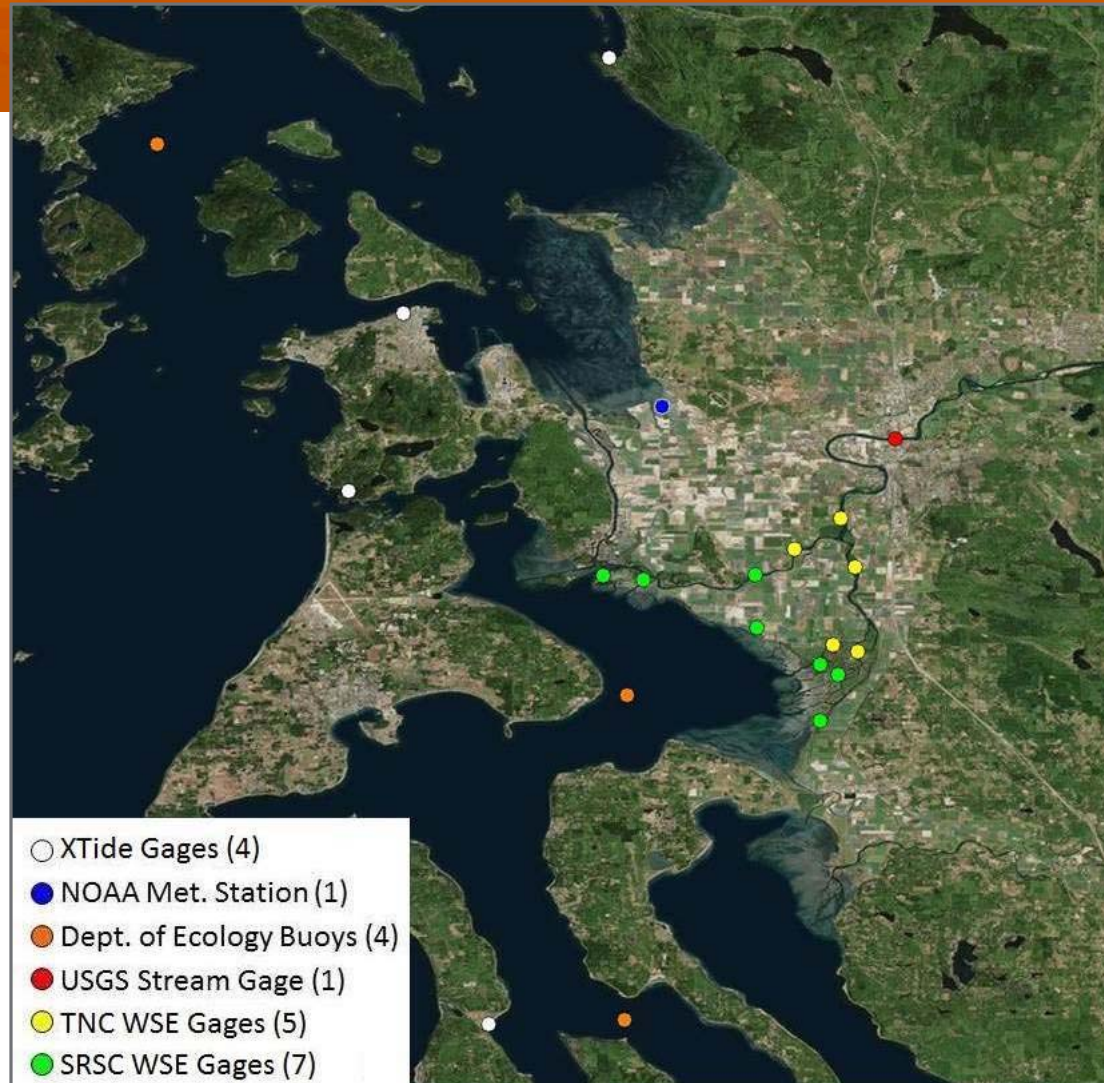 XTide Gages (4)
NOAA Met. Station (1)
Dept. of Ecology Buoys (4)
USGS Stream Gage (1)
TNC WSE Gages (5)
SRSC WSE Gages (7)